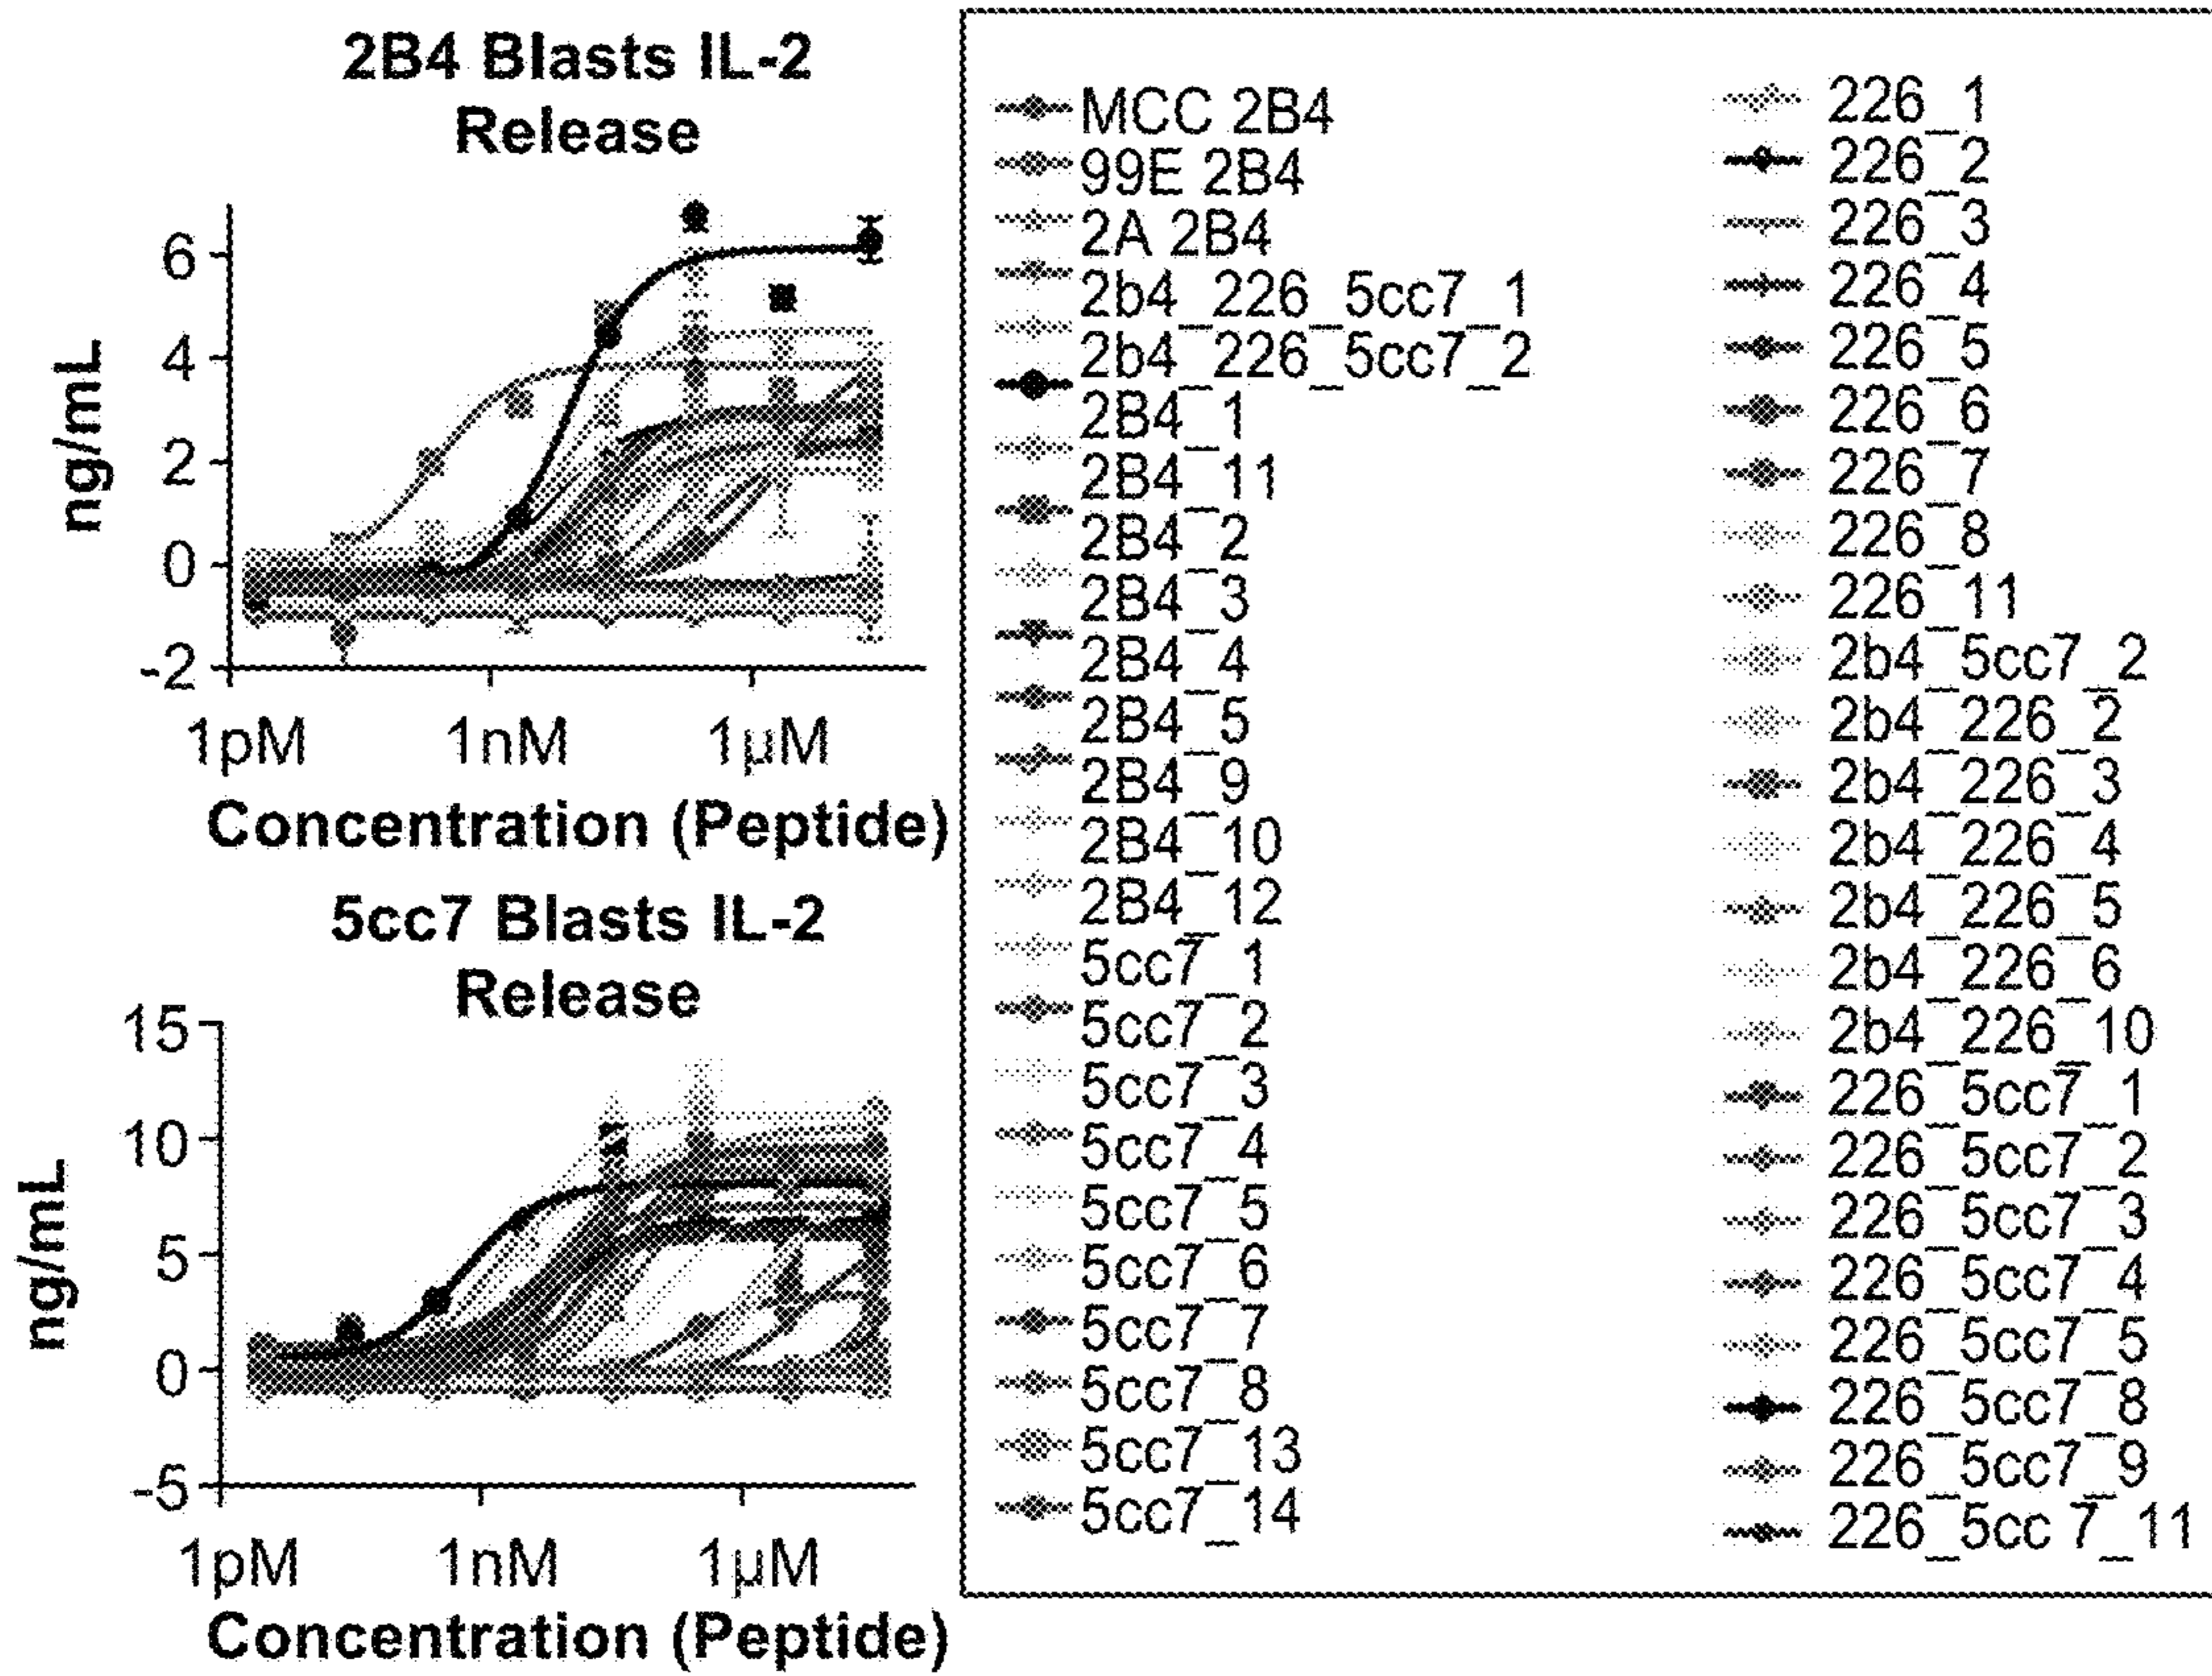 2B4 Blasts IL-2
Release
ng/mL
6
4
2
0
-2
1pM 1nM 1µM
Concentration (Peptide)
5cc7 Blasts IL-2
Release
ng/mL
15
10
5
0
-5
1pM 1nM 1µM
Concentration (Peptide)
MCC 2B4
99E 2B4
2A 2B4
2b4_226_5cc7_1
2b4_226_5cc7_2
2B4_1
2B4_11
2B4_2
2B4_3
2B4_4
2B4_5
2B4_9
2B4_10
2B4_12
5cc7_1
5cc7_2
5cc7_3
5cc7_4
5cc7_5
5cc7_6
5cc7_7
5cc7_8
5cc7_13
5cc7_14
226_1
226_2
226_3
226_4
226_5
226_6
226_7
226_8
226_11
2b4_5cc7_2
2b4_226_2
2b4_226_3
2b4_226_4
2b4_226_5
2b4_226_6
2b4_226_10
226_5cc7_1
226_5cc7_2
226_5cc7_3
226_5cc7_4
226_5cc7_5
226_5cc7_8
226_5cc7_9
226_5cc 7_11